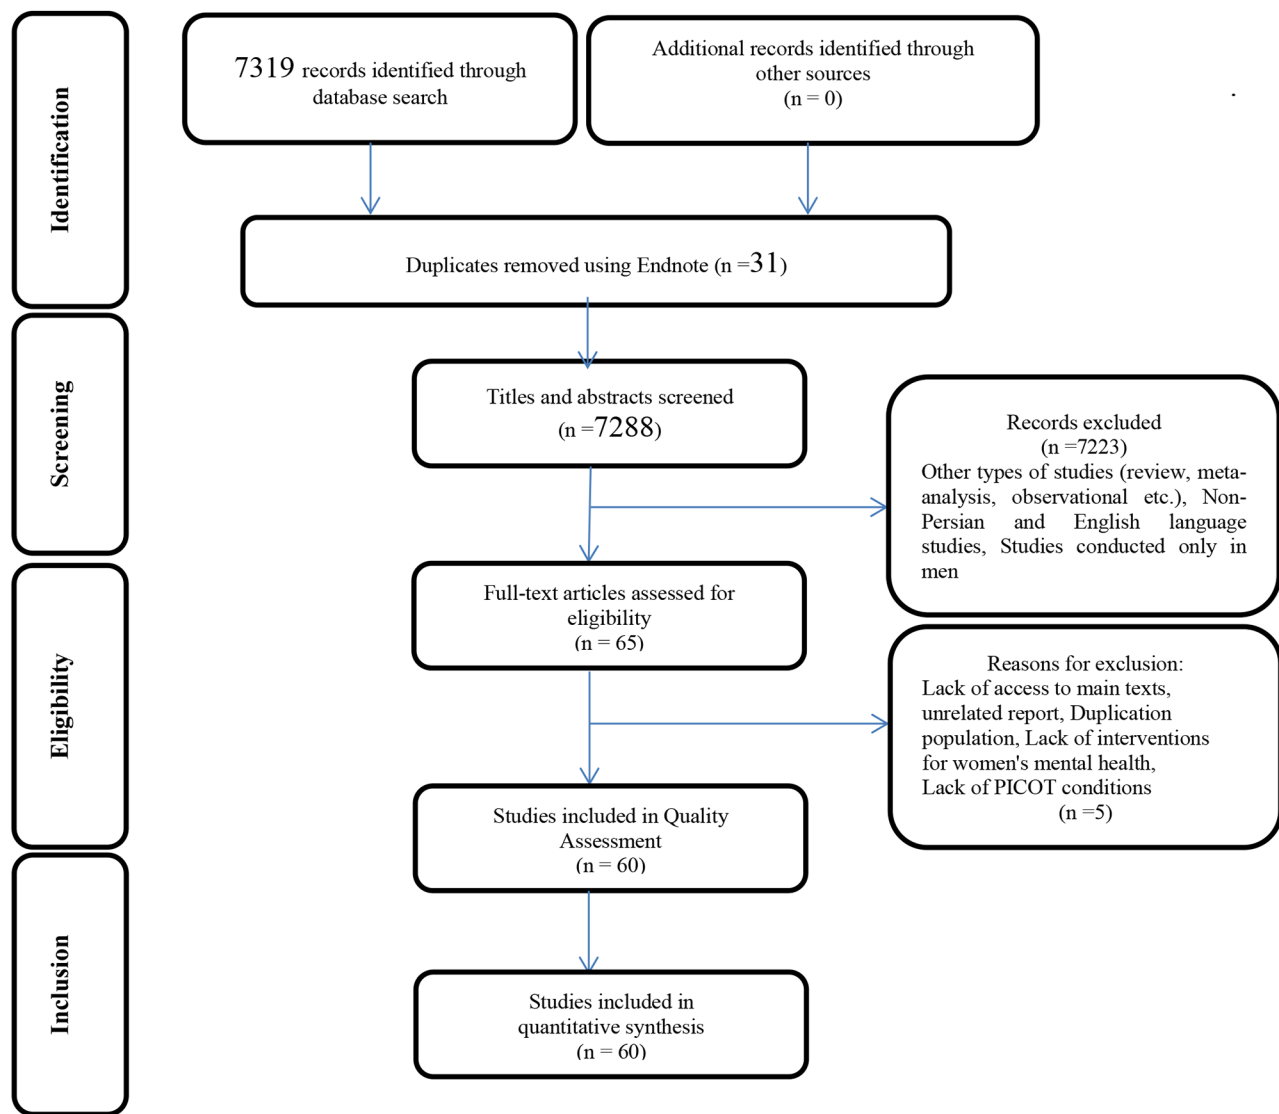 Identification
7319 records identified through
database search
Additional records identified through
other sources
(n = 0)
Duplicates removed using Endnote (n =31)
Screening
Titles and abstracts screened
(n =7288)
Records excluded
(n =7223)
Other types of studies (review, meta-
analysis, observational etc.), Non-
Persian and English language
studies, Studies conducted only in
men
Eligibility
Full-text articles assessed for
eligibility
(n = 65)
Reasons for exclusion:
Lack of access to main texts,
unrelated report, Duplication
population, Lack of interventions
for women's mental health,
Lack of PICOT conditions
(n =5)
Studies included in Quality
Assessment
(n = 60)
Inclusion
Studies included in
quantitative synthesis
(n = 60)